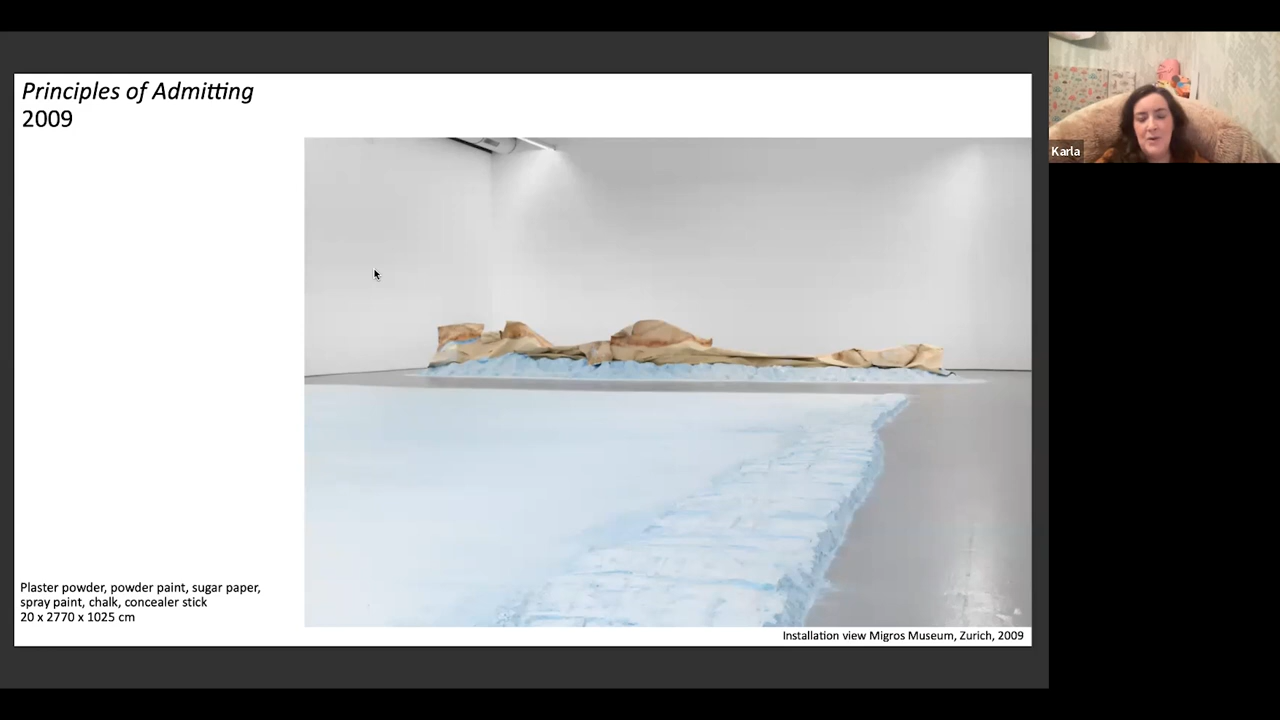 Principles of Admitting
2009
Karla
Plaster powder, powder paint, sugar paper,
spray paint, chalk, concealer stick
20 x 2770 x 1025 cm
Installation view Migros Museum, Zurich, 2009